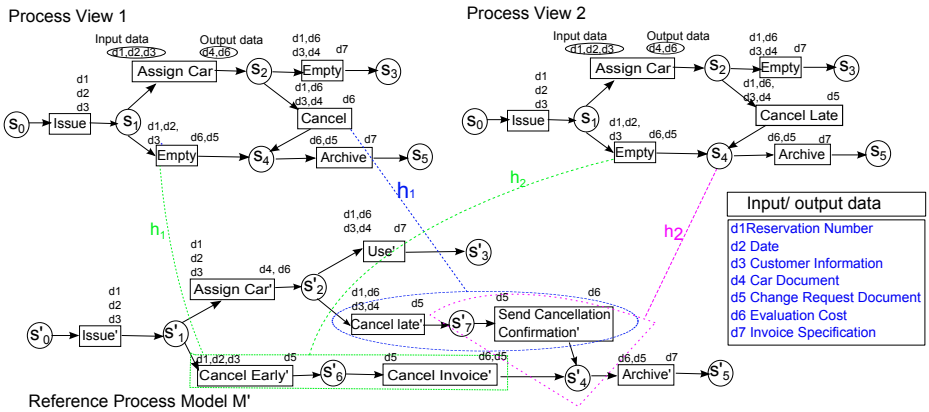 Process View 1
Process View 2
Input data
Output data
d1,d2,d3
d4,d6
d1,d6
d3,d4
d7
Assign Car
S2
Empty
S3
d1
d2
d3
d1,d6
d3,d4
d6
S0
Issue
S1
Cancel
d1,d2,
d3,
d6,d5
d6,d5
d7
Empty
S4
Archive
S5
Input data
Output data
d1,d2,d3
d4,d6
d1,d6
d3,d4
d7
Assign Car
S2
Empty
S3
d1
d2
d3
d1,d6,
d3,d4
d5
S0
Issue
S1
Cancel Late
d1,d2,
d3
d6,d5
d6,d5
d7
Empty
S4
Archive
S5
h1
h1
h2
h2
Input/ output data
d1Reservation Number
d2 Date
d3 Customer Information
d4 Car Document
d5 Change Request Document
d6 Evaluation Cost
d7 Invoice Specification
d1,d6
d3,d4
d7
Use'
S'3
d1
d2
d3
d4, d6
Assign Car'
S'2
d1
d2
d3
d1,d6
d3,d4
d5
d5
d6
S'0
Issue'
S'1
Cancel late'
S'7
Send Cancellation
Confirmation'
d1,d2,d3
d5
d5
d6,d5
d6,d5
d7
Cancel Early'
S'6
Cancel Invoice'
S'4
Archive'
S'5
Reference Process Model M'